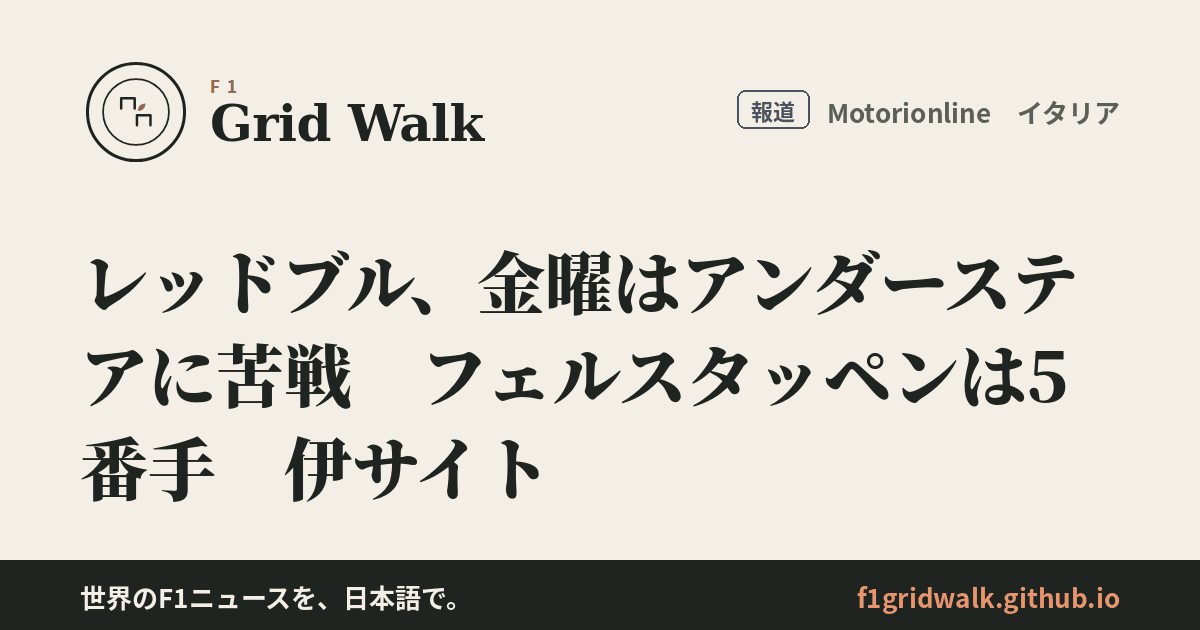 F1
Grid Walk
報道 Motorionline　イタリア
レッドブル、金曜はアンダーステ
アに苦戦　フェルスタッペンは5
番手　伊サイト
世界のF1ニュースを、日本語で。
f1gridwalk.github.io